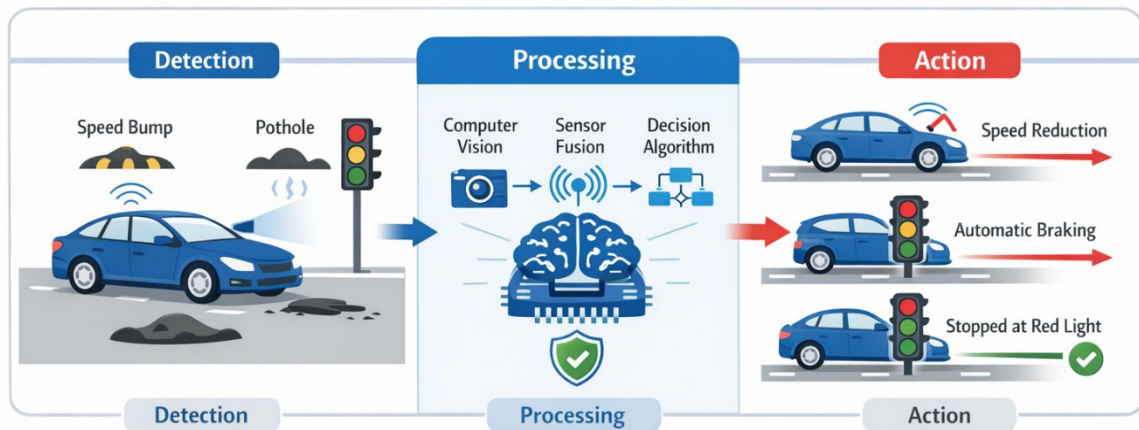 Detection
Speed Bump
Pothole
Processing
Computer
Vision
Sensor
Fusion
Decision
Algorithm
Action
Speed Reduction
Automatic Braking
Stopped at Red Light
Detection
Processing
Action